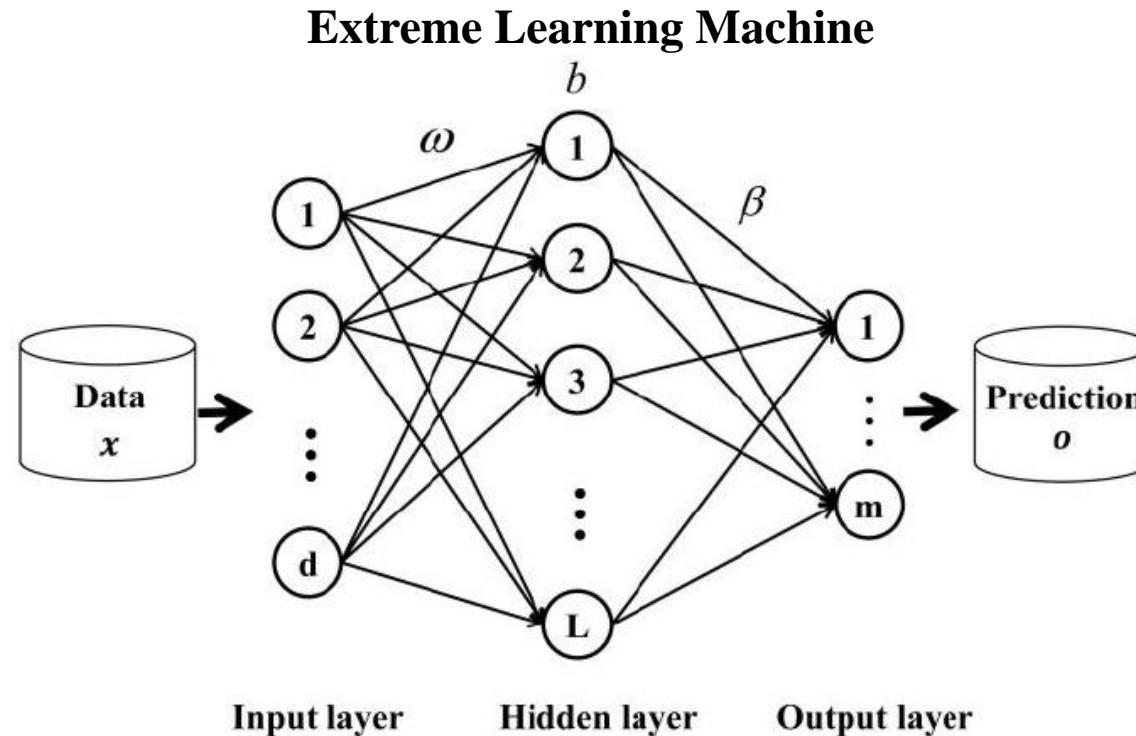 Extreme Learning Machine
b
ω
1
β
1
2
2
1
3
Data
x
Prediction
o
d
m
L
Input layer
Hidden layer
Output layer